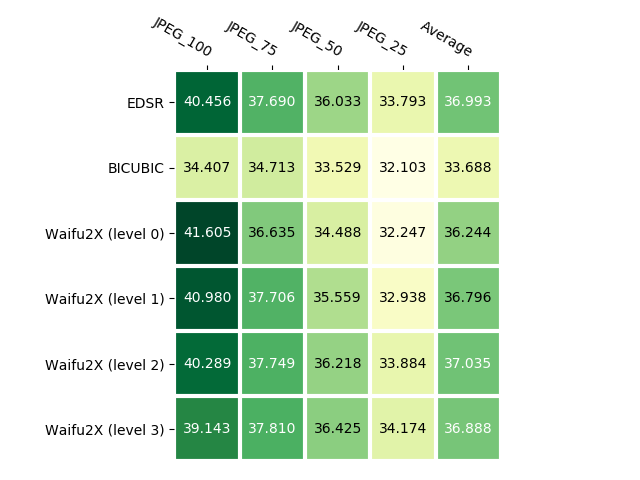 JPEG_100 JPEG_75 JPEG_50 JPEG_25 Average
EDSR 40.456 37.690 36.033 33.793 36.993
BICUBIC 34.407 34.713 33.529 32.103 33.688
Waifu2X (level 0) 41.605 36.635 34.488 32.247 36.244
Waifu2X (level 1) 40.980 37.706 35.559 32.938 36.796
Waifu2X (level 2) 40.289 37.749 36.218 33.884 37.035
Waifu2X (level 3) 39.143 37.810 36.425 34.174 36.888